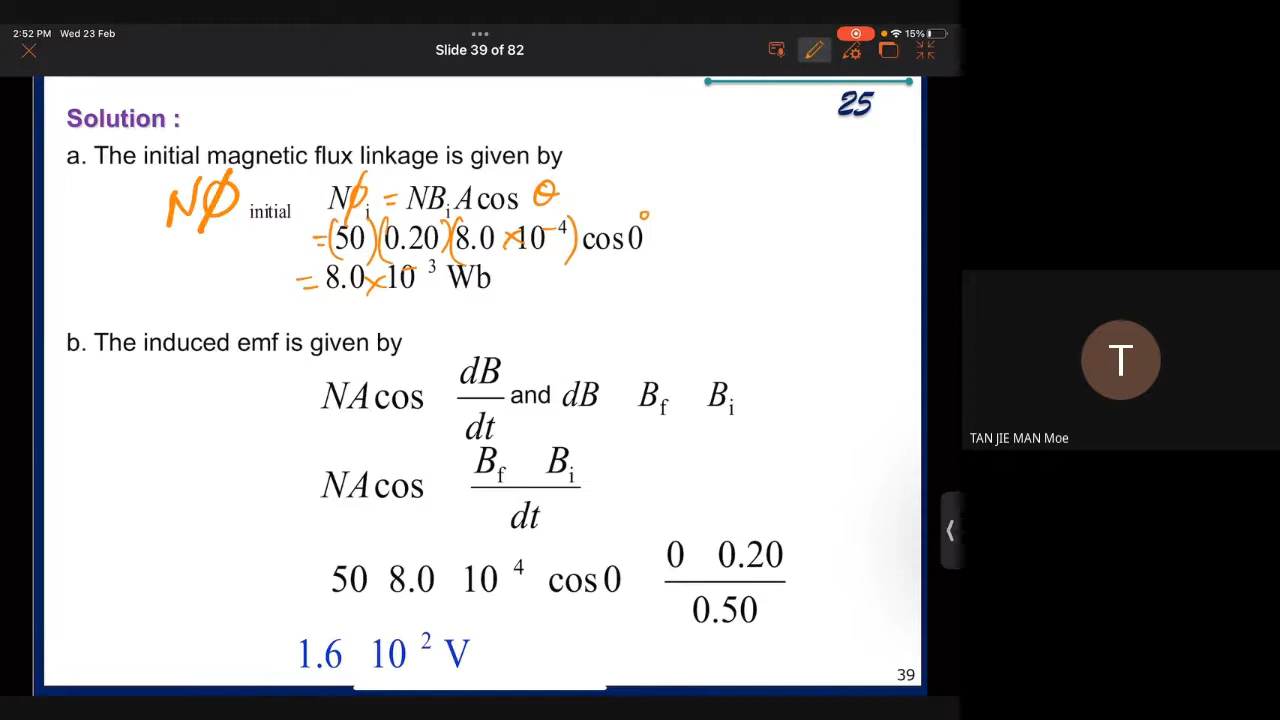 2:52 PM Wed 23 Feb
15%
Slide 39 of 82
25
Solution :
a. The initial magnetic flux linkage is given by
NΦ initial Nϕi = NBiA cos θ
= (50)(0.20)(8.0 × 10−4) cos 0°
= 8.0 × 10−3 Wb
b. The induced emf is given by
NA cos dB/dt and dB Bf Bi
NA cos Bf Bi/dt
50 8.0 10 4 cos 0 0 0.20/0.50
1.6 10 2 V
39
T
TAN JIE MAN Moe